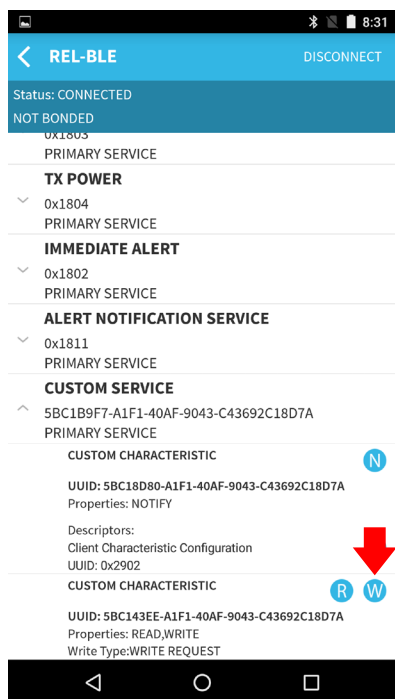 8:31
REL-BLE DISCONNECT
Status: CONNECTED
NOT BONDED
0x1803
PRIMARY SERVICE
TX POWER
0x1804
PRIMARY SERVICE
IMMEDIATE ALERT
0x1802
PRIMARY SERVICE
ALERT NOTIFICATION SERVICE
0x1811
PRIMARY SERVICE
CUSTOM SERVICE
5BC1B9F7-A1F1-40AF-9043-C43692C18D7A
PRIMARY SERVICE
CUSTOM CHARACTERISTIC
N
UUID: 5BC18D80-A1F1-40AF-9043-C43692C18D7A
Properties: NOTIFY
Descriptors:
Client Characteristic Configuration
UUID: 0x2902
CUSTOM CHARACTERISTIC
R W
UUID: 5BC143EE-A1F1-40AF-9043-C43692C18D7A
Properties: READ,WRITE
Write Type:WRITE REQUEST